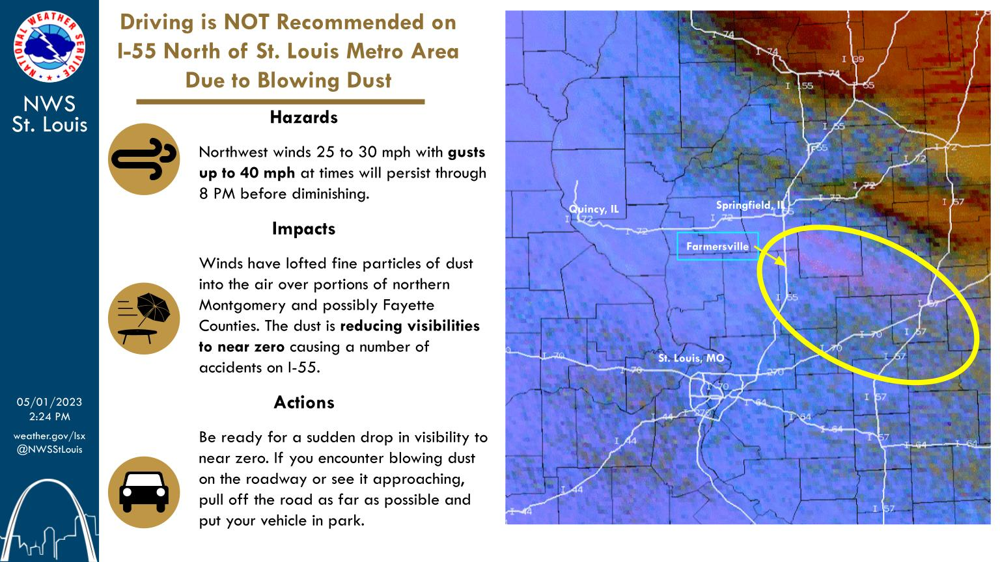 NATIONAL WEATHER SERVICE
NWS
St. Louis
05/01/2023
2:24 PM
weather.gov/lsx
@NWSStLouis
Driving is NOT Recommended on
I-55 North of St. Louis Metro Area
Due to Blowing Dust
Hazards
Northwest winds 25 to 30 mph with gusts
up to 40 mph at times will persist through
8 PM before diminishing.
Impacts
Winds have lofted fine particles of dust
into the air over portions of northern
Montgomery and possibly Fayette
Counties. The dust is reducing visibilities
to near zero causing a number of
accidents on I-55.
Actions
Be ready for a sudden drop in visibility to
near zero. If you encounter blowing dust
on the roadway or see it approaching,
pull off the road as far as possible and
put your vehicle in park.
I 74
I 74
I 39
I 74
I 155
I 55
I 55
I 55
I 72
I 72
I 72
I 72
I 57
Quincy, IL
Springfield, IL
I 172
I 72
I 72
Farmersville
I 55
I 57
I 70
I 57
I 70
I 57
St. Louis, MO
I 70
I 70
270
I 70
I 64
I 57
I 270
I 44
I 64
I 64
I 57
I 64
I 64
I 44
I 44
I 57
I 44